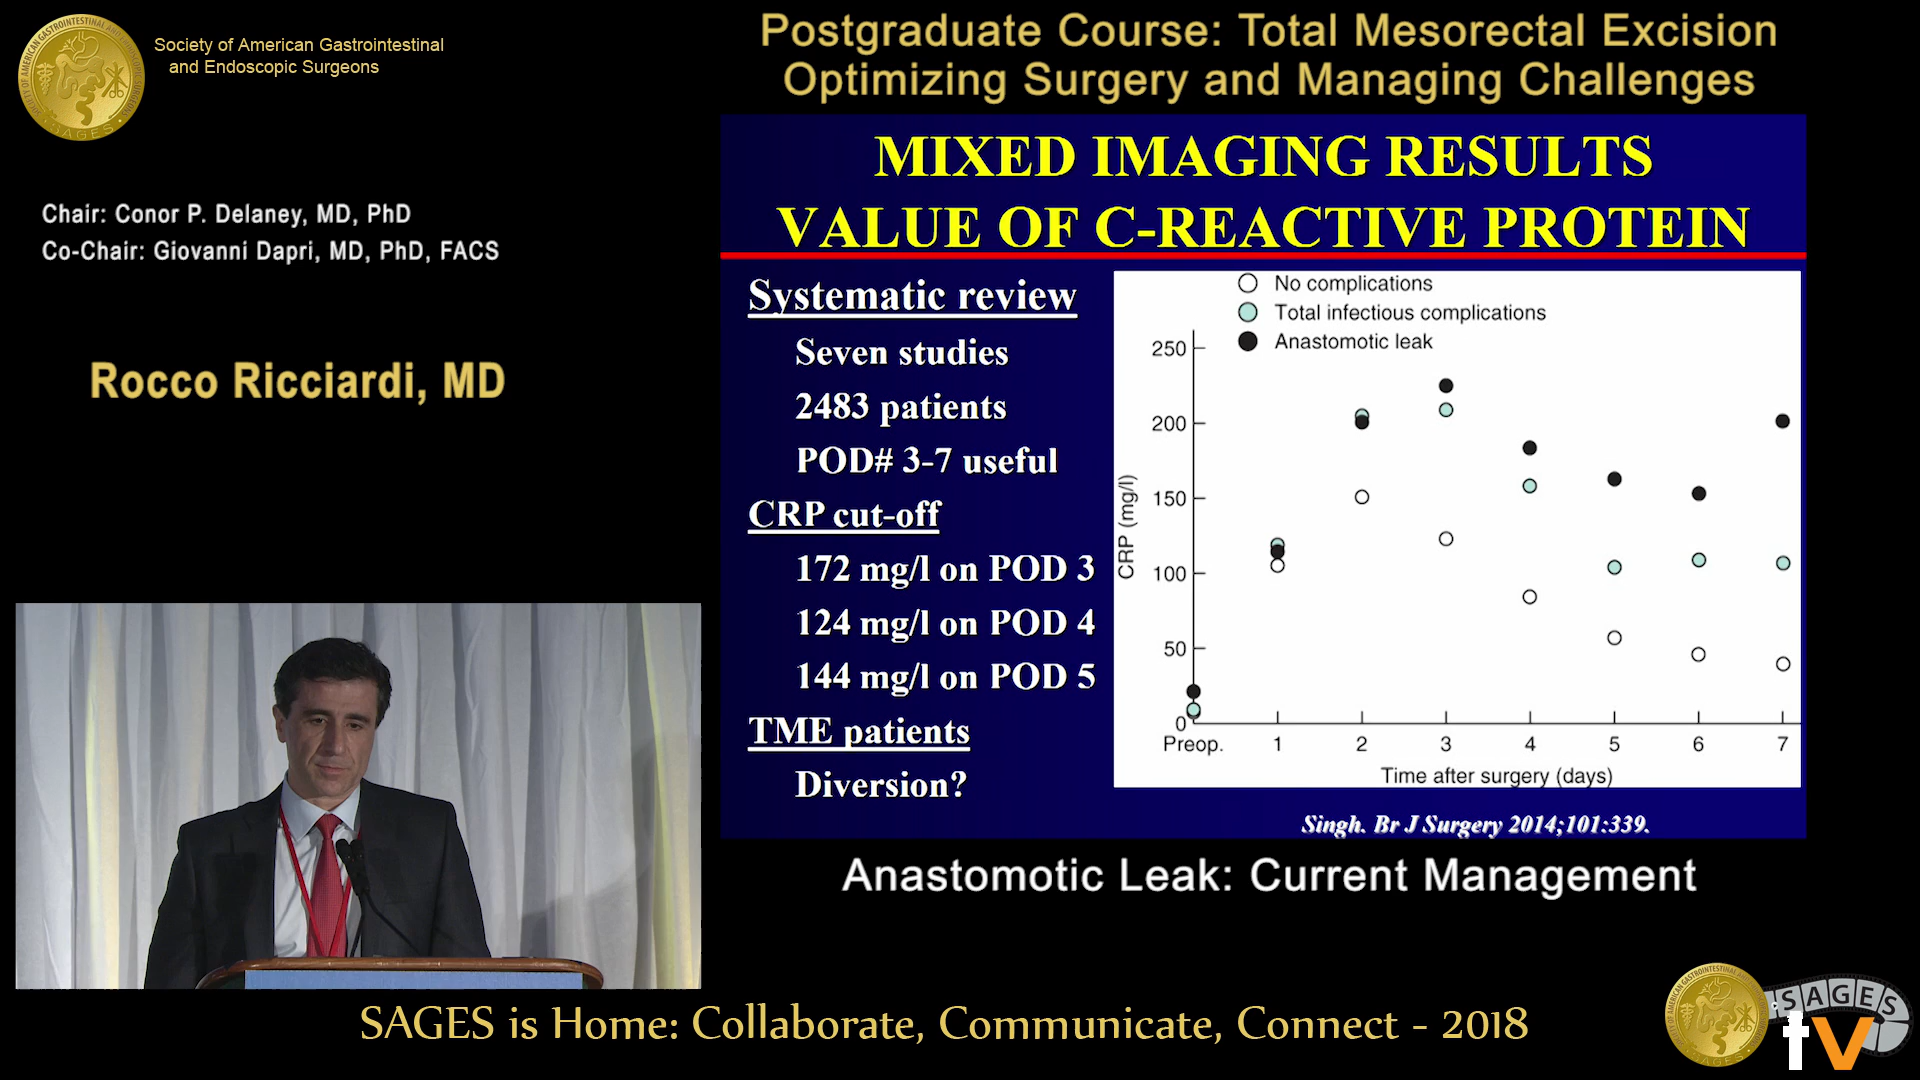 Society of American Gastrointestinal
and Endoscopic Surgeons
SAGES
Chair: Conor P. Delaney, MD, PhD
Co-Chair: Giovanni Dapri, MD, PhD, FACS
Rocco Ricciardi, MD
Postgraduate Course: Total Mesorectal Excision
Optimizing Surgery and Managing Challenges
MIXED IMAGING RESULTS
VALUE OF C-REACTIVE PROTEIN
Systematic review
Seven studies
2483 patients
POD# 3-7 useful
CRP cut-off
172 mg/l on POD 3
124 mg/l on POD 4
144 mg/l on POD 5
TME patients
Diversion?
No complications
Total infectious complications
Anastomotic leak
CRP (mg/l)
250
200
150
100
50
0
Preop. 1 2 3 4 5 6 7
Time after surgery (days)
Singh. Br J Surgery 2014;101:339.
Anastomotic Leak: Current Management
SAGES is Home: Collaborate, Communicate, Connect - 2018
SAGES
tv